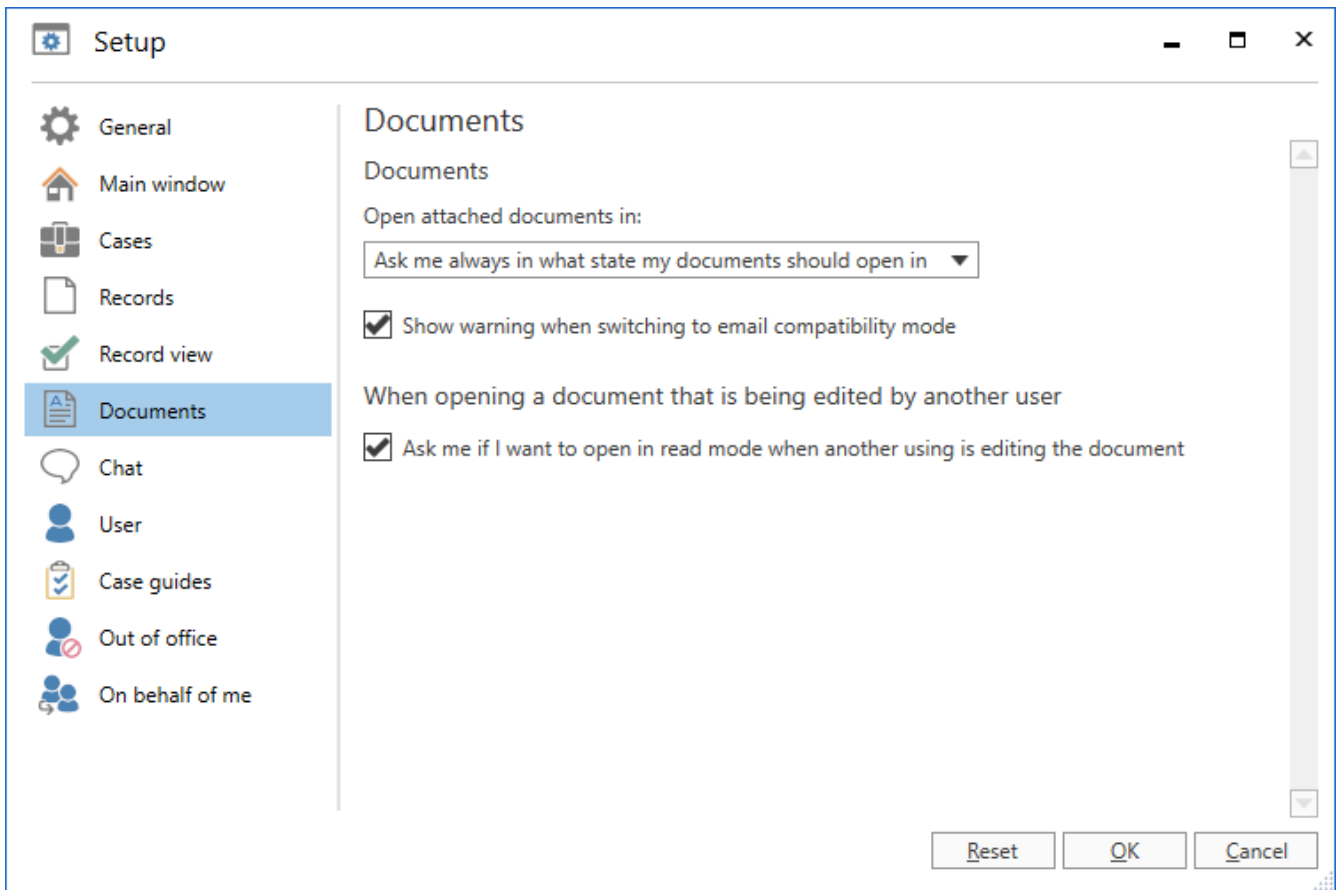 Setup
General
Main window
Cases
Records
Record view
Documents
Chat
User
Case guides
Out of office
On behalf of me
Documents
Documents
Open attached documents in:
Ask me always in what state my documents should open in
Show warning when switching to email compatibility mode
When opening a document that is being edited by another user
Ask me if I want to open in read mode when another using is editing the document
Reset
OK
Cancel